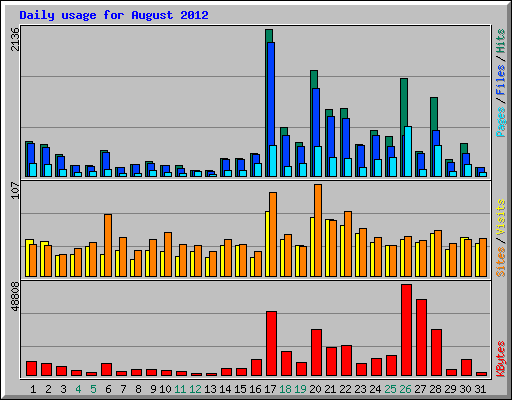 Daily usage for August 2012
2136
Pages / Files / Hits
107
Sites / Visits
48808
KBytes
1 2 3 4 5 6 7 8 9 10 11 12 13 14 15 16 17 18 19 20 21 22 23 24 25 26 27 28 29 30 31